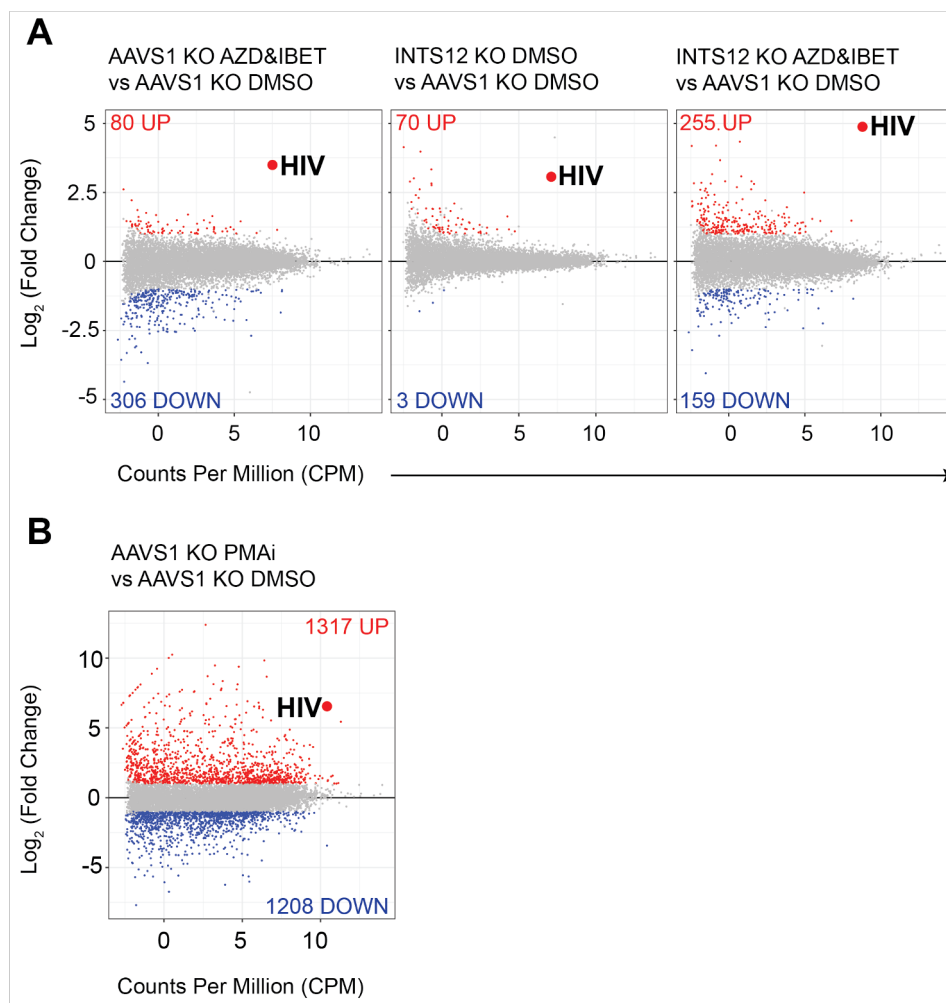 A
AAVS1 KO AZD&IBET
vs AAVS1 KO DMSO
INTS12 KO DMSO
vs AAVS1 KO DMSO
INTS12 KO AZD&IBET
vs AAVS1 KO DMSO
Log2 (Fold Change)
5
2.5
0
-2.5
-5
80 UP
HIV
306 DOWN
70 UP
HIV
3 DOWN
255 UP
HIV
159 DOWN
0 5 10
0 5 10
0 5 10
Counts Per Million (CPM)
B
AAVS1 KO PMAi
vs AAVS1 KO DMSO
Log2 (Fold Change)
10
5
0
-5
1317 UP
HIV
1208 DOWN
0 5 10
Counts Per Million (CPM)